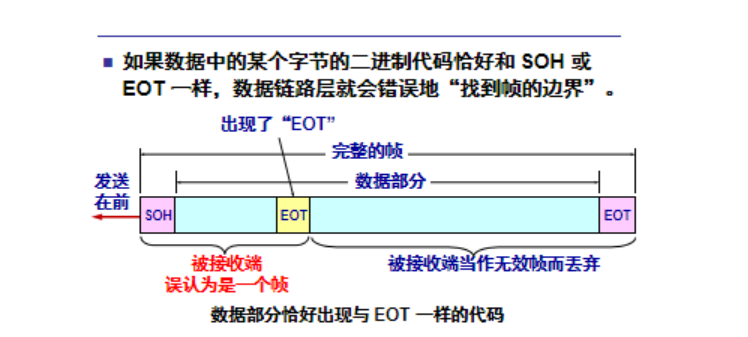 ■ 如果数据中的某个字节的二进制代码恰好和 SOH 或
EOT 一样，数据链路层就会错误地“找到帧的边界”。
出现了“EOT”
完整的帧
数据部分
发送
在前
SOH
EOT
EOT
被接收端
误认为是一个帧
被接收端当作无效帧而丢弃
数据部分恰好出现与 EOT 一样的代码